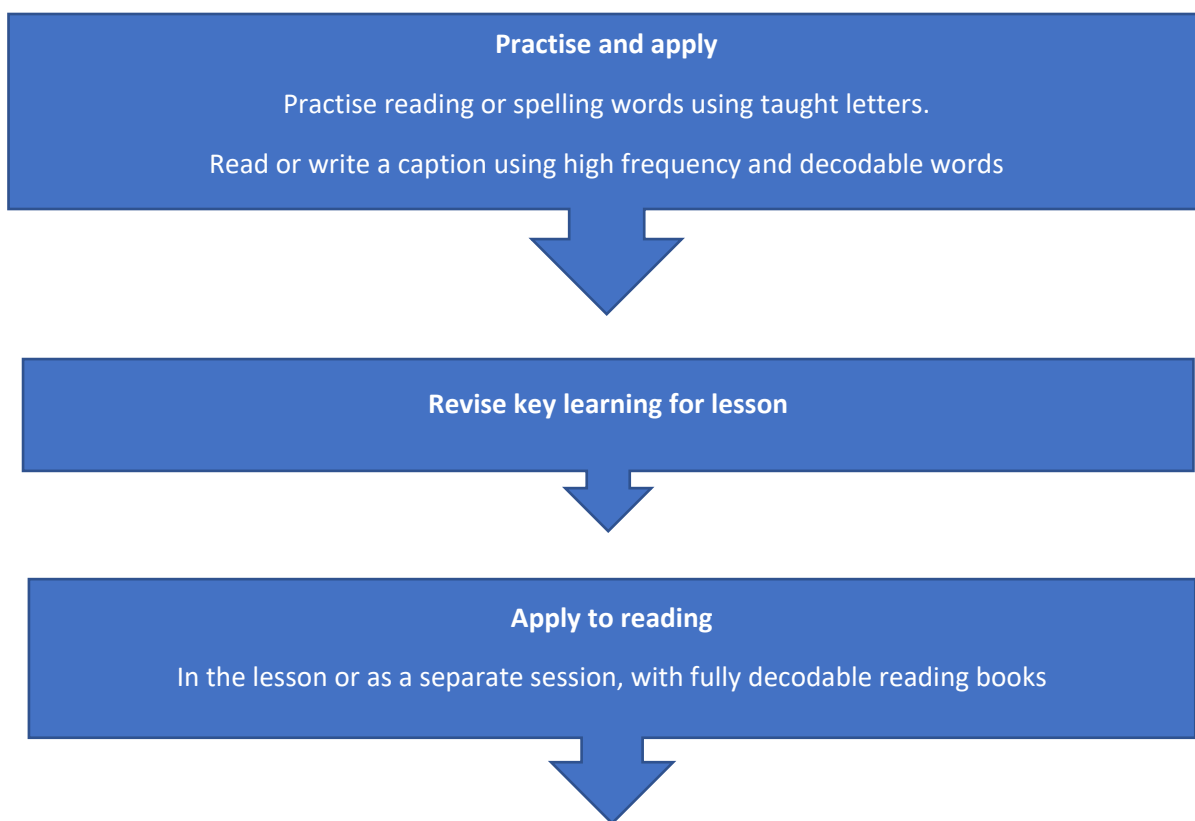 Practise and apply
Practise reading or spelling words using taught letters.
Read or write a caption using high frequency and decodable words
Revise key learning for lesson
Apply to reading
In the lesson or as a separate session, with fully decodable reading books